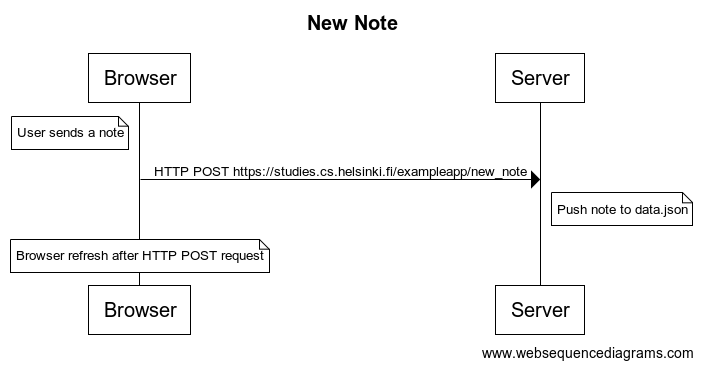 New Note
Browser
Server
User sends a note
HTTP POST https://studies.cs.helsinki.fi/exampleapp/new_note
Push note to data.json
Browser refresh after HTTP POST request
Browser
Server
www.websequencediagrams.com